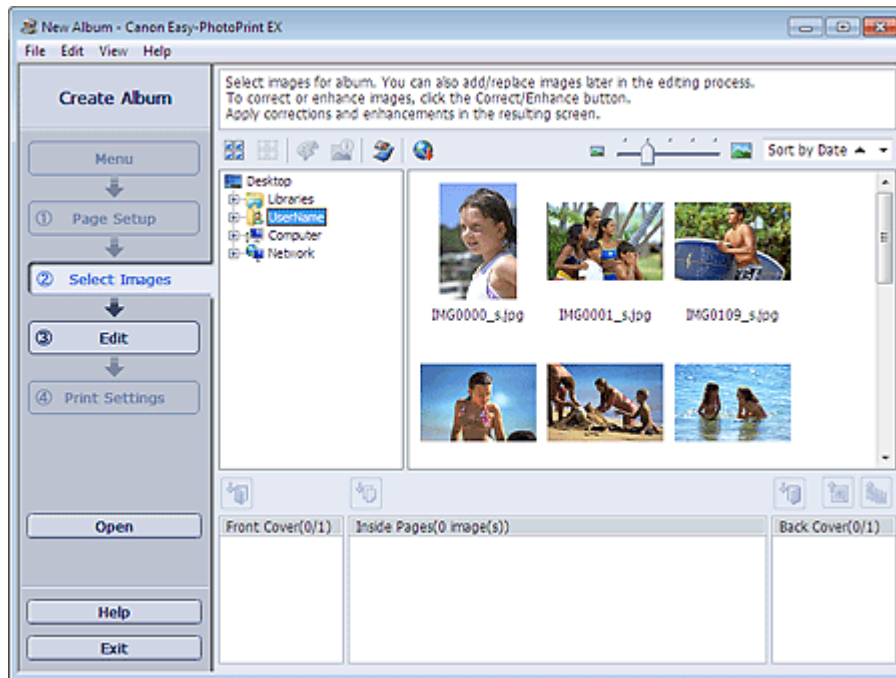 New Album - Canon Easy-PhotoPrint EX
File Edit View Help
Create Album
Menu
① Page Setup
② Select Images
③ Edit
④ Print Settings
Open
Help
Exit
Select images for album. You can also add/replace images later in the editing process.
To correct or enhance images, click the Correct/Enhance button.
Apply corrections and enhancements in the resulting screen.
Sort by Date
Desktop
Libraries
UserName
Computer
Network
IMG0000_s.jpg IMG0001_s.jpg IMG0109_s.jpg
Front Cover(0/1) Inside Pages(0 image(s)) Back Cover(0/1)